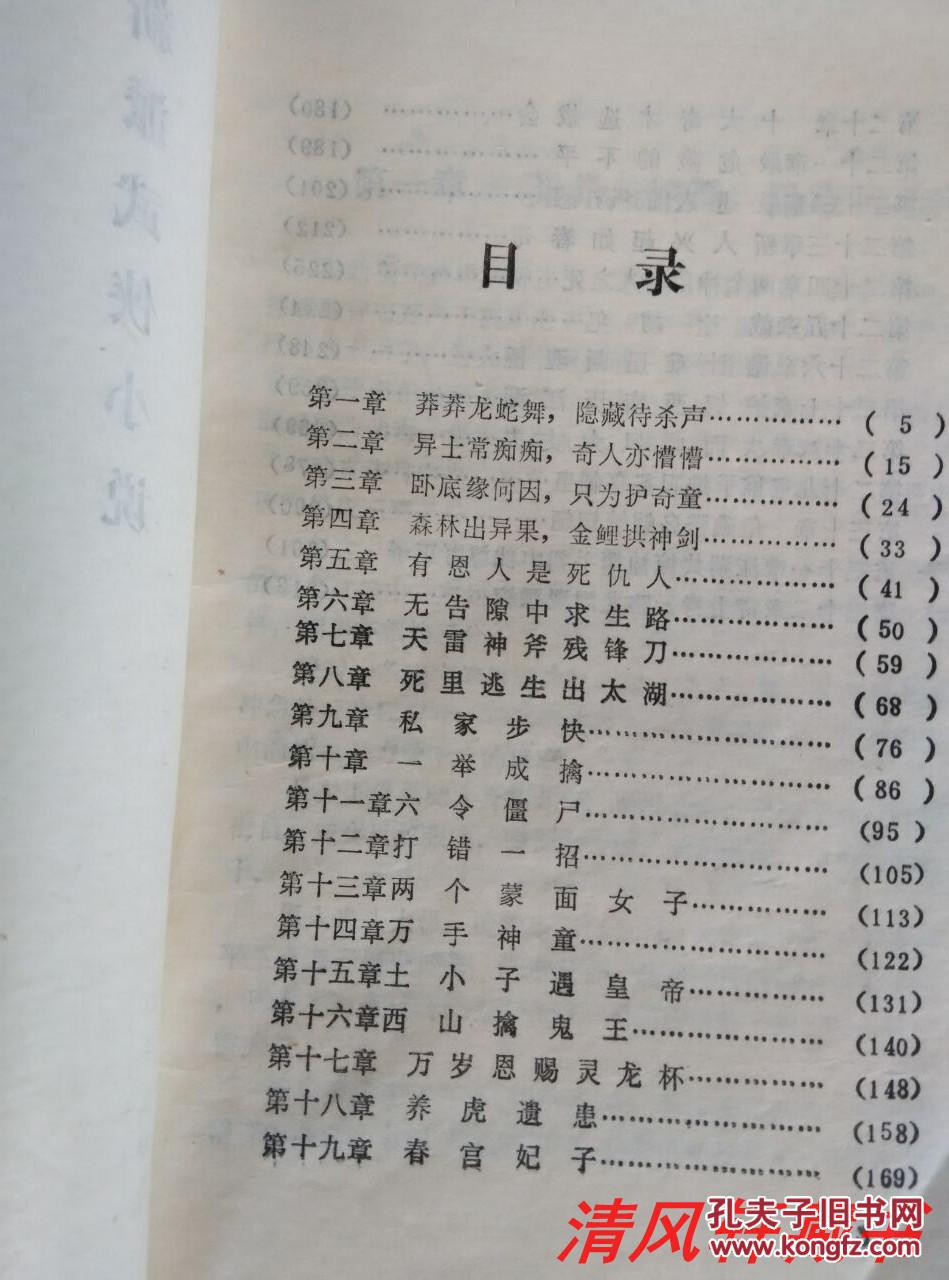 新派武侠小说
目录
第一章 莽莽龙蛇舞，隐藏待杀声…………… ( 5 )
第二章 异士常痴痴，奇人亦懵懵…………… ( 15 )
第三章 卧底缘何因，只为护奇童…………… ( 24 )
第四章 森林出异果，金鲤拱神剑…………… ( 33 )
第五章 有恩人是死仇人……………… ( 41 )
第六章 无告隙中求生路……………… ( 50 )
第七章 天雷神斧残锋刀……………… ( 59 )
第八章 死里逃生出太湖……………… ( 68 )
第九章 私家步快……………………… ( 76 )
第十章 一举成擒……………………… ( 86 )
第十一章六令僵尸……………………… (95 )
第十二章打错一招……………………… (105)
第十三章两个蒙面女子…………… (113)
第十四章万手神童……………………… (122)
第十五章土小子遇皇帝…………… (131)
第十六章西山擒鬼王………………… (140)
第十七章 万岁恩赐灵龙杯…………… (148)
第十八章 养虎遗患…………………… (158)
第十九章 春宫妃子…………………… (169)
清风轩藏书
孔夫子旧书网
www.kongfz.com